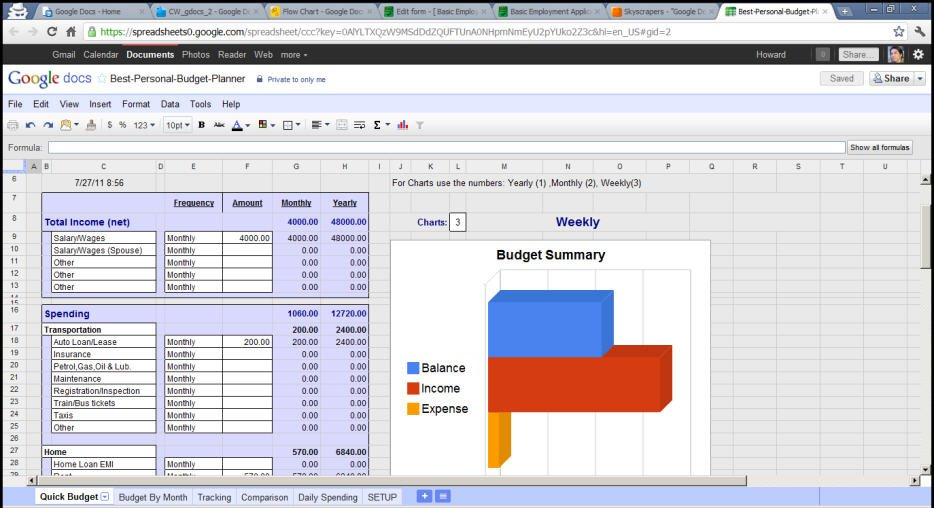 Google Docs - Home
CW_gdocs_2 - Google Do
Flow Chart - Google Doc
Edit form - [ Basic Employ
Basic Employment Applic
Skyscrapers - "Google Do
Best-Personal-Budget-Pl
https://spreadsheets0.google.com/spreadsheet/ccc?key=0AlYLTXQzW9MSdDdZQUFTUnA0NHpmNmEyU2pYUko2Z3c&hl=en_US#gid=2
Gmail Calendar Documents Photos Reader Web more
Howard 0 Share...
Google docs Best-Personal-Budget-Planner Private to only me
Saved Share
File Edit View Insert Format Data Tools Help
$ % 123 10pt B Abc A Σ
Formula: Show all formulas
A B C D E F G H I J K L M N O P Q R S T U
6 7/27/11 8:56 For Charts use the numbers: Yearly (1) ,Monthly (2), Weekly(3)
7 Frequency Amount Monthly Yearly
8 Total Income (net) 4000.00 48000.00 Charts: 3 Weekly
9 Salary/Wages Monthly 4000.00 4000.00 48000.00
10 Salary/Wages (Spouse) Monthly 0.00 0.00
11 Other Monthly 0.00 0.00
12 Other Monthly 0.00 0.00
13 Other Monthly 0.00 0.00
14
15
16 Spending 1060.00 12720.00
17 Transportation 200.00 2400.00
18 Auto Loan/Lease Monthly 200.00 200.00 2400.00
19 Insurance Monthly 0.00 0.00
20 Petrol,Gas,Oil & Lub. Monthly 0.00 0.00
21 Maintenance Monthly 0.00 0.00
22 Registration/Inspection Monthly 0.00 0.00
23 Train/Bus tickets Monthly 0.00 0.00
24 Taxis Monthly 0.00 0.00
25 Other Monthly 0.00 0.00
26
27 Home 570.00 6840.00
28 Home Loan EMI Monthly 0.00 0.00
29 Rent Monthly 570.00 570.00 6840.00
Budget Summary
Balance
Income
Expense
Quick Budget Budget By Month Tracking Comparison Daily Spending SETUP